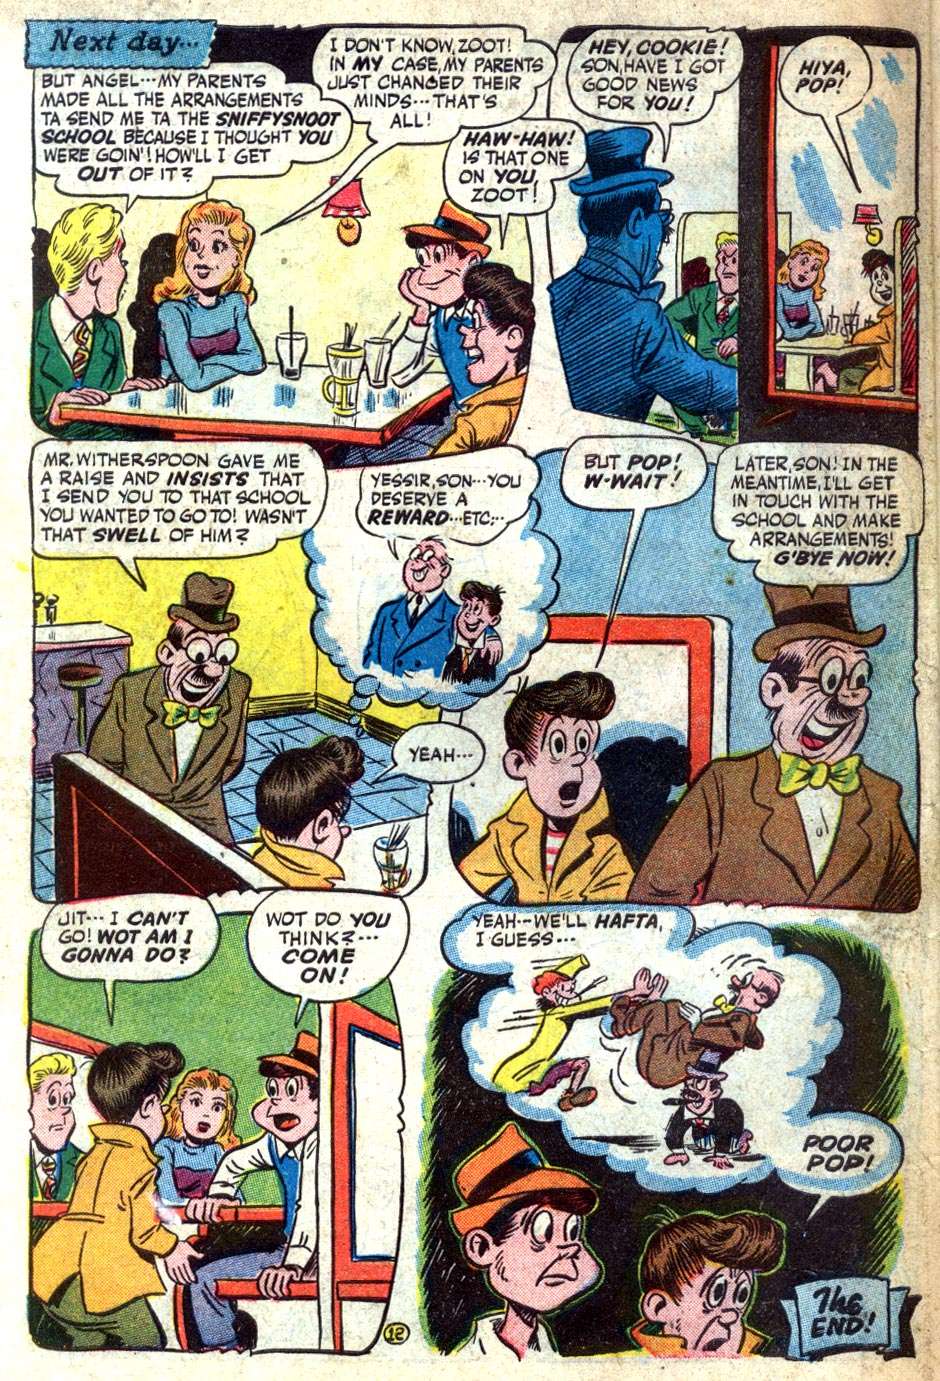 Next day...
BUT ANGEL--- MY PARENTS
MADE ALL THE ARRANGEMENTS
TA SEND ME TA THE SNIFFYSNOOT
SCHOOL BECAUSE I THOUGHT YOU
WERE GOIN'! HOW'LL I GET
OUT OF IT?
I DON'T KNOW, ZOOT!
IN MY CASE, MY PARENTS
JUST CHANGED THEIR
MINDS--- THAT'S
ALL!
HAW-HAW!
IS THAT ONE
ON YOU,
ZOOT!
HEY, COOKIE!
SON, HAVE I GOT
GOOD NEWS
FOR YOU!
HIYA,
POP!
MR. WITHERSPOON GAVE ME
A RAISE AND INSISTS THAT
I SEND YOU TO THAT SCHOOL
YOU WANTED TO GO TO! WASN'T
THAT SWELL OF HIM?
YESSIR, SON--- YOU
DESERVE A
REWARD---ETC;--
YEAH---
BUT POP!
W-WAIT!
LATER, SON! IN THE
MEANTIME, I'LL GET
IN TOUCH WITH THE
SCHOOL AND MAKE
ARRANGEMENTS!
G'BYE NOW!
JIT--- I CAN'T
GO! WOT AM I
GONNA DO?
WOT DO YOU
THINK?---
COME
ON!
YEAH-- WE'LL HAFTA,
I GUESS---
POOR
POP!
12
The
END!